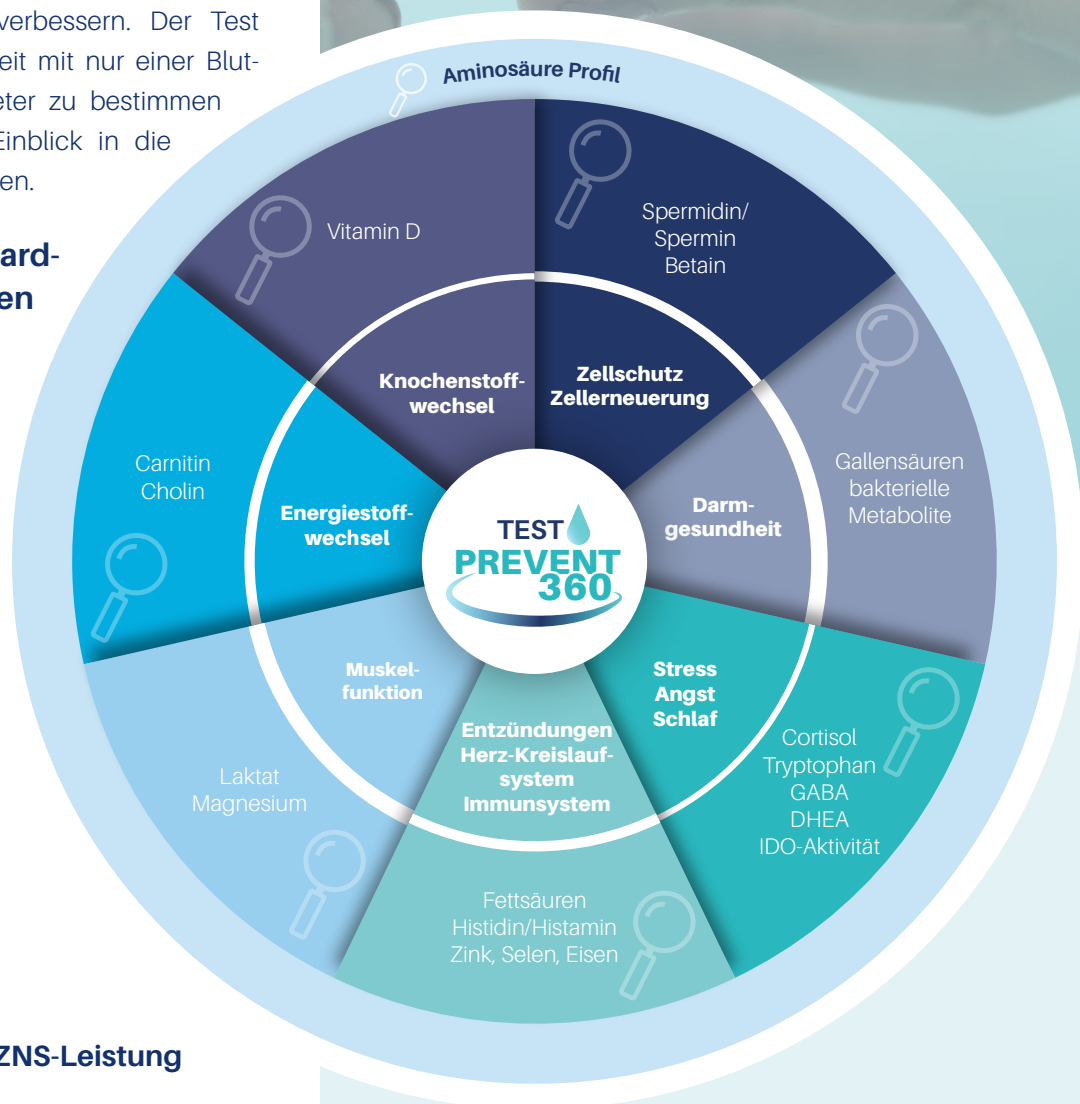 verbessern. Der Test
eit mit nur einer Blut-
eter zu bestimmen
Einblick in die
en.
ard-
en
Aminosäure Profil
Vitamin D
Spermidin/
Spermin
Betain
Knochenstoff-
wechsel
Zellschutz
Zellerneuerung
Carnitin
Cholin
Energiestoff-
wechsel
Darm-
gesundheit
Gallensäuren
bakterielle
Metabolite
TEST
PREVENT
360
Muskel-
funktion
Stress
Angst
Schlaf
Entzündungen
Herz-Kreislauf-
system
Immunsystem
Laktat
Magnesium
Cortisol
Tryptophan
GABA
DHEA
IDO-Aktivität
Fettsäuren
Histidin/Histamin
Zink, Selen, Eisen
ZNS-Leistung